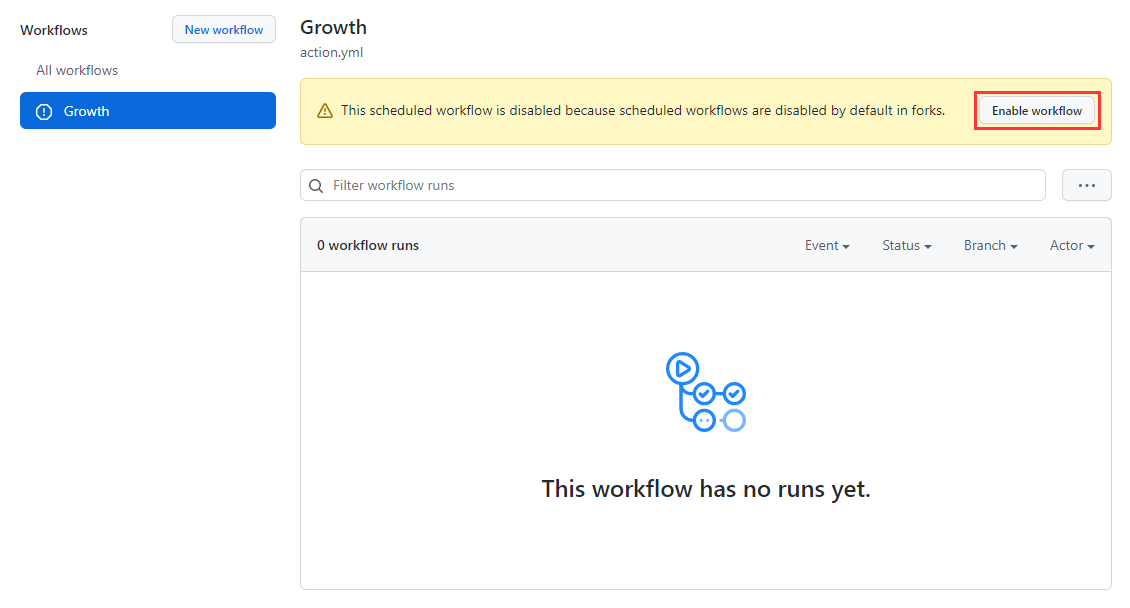 Workflows
New workflow
All workflows
Growth
Growth
action.yml
This scheduled workflow is disabled because scheduled workflows are disabled by default in forks.
Enable workflow
Filter workflow runs
0 workflow runs
Event
Status
Branch
Actor
This workflow has no runs yet.